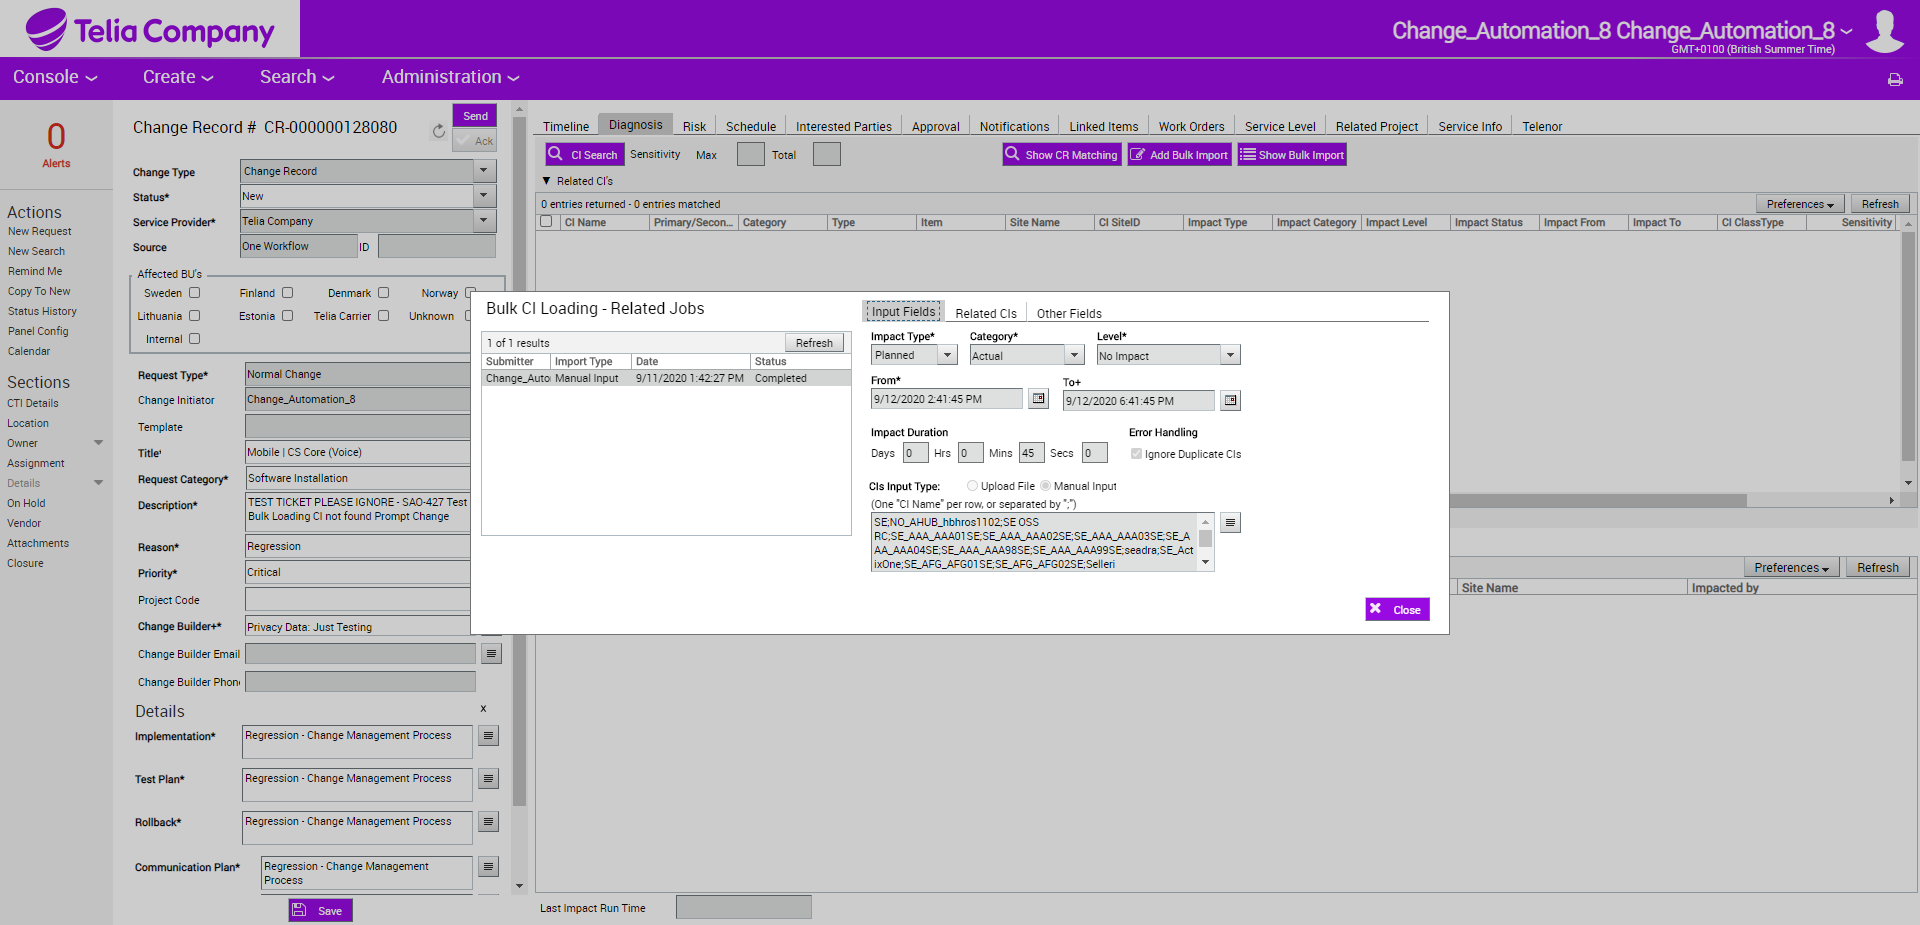 Telia Company
Change_Automation_8 Change_Automation_8
GMT+0100 (British Summer Time)
Console
Create
Search
Administration
0
Alerts
Actions
New Request
New Search
Remind Me
Copy To New
Status History
Panel Config
Calendar
Sections
CTI Details
Location
Owner
Assignment
Details
On Hold
Vendor
Attachments
Closure
Change Record # CR-000000128080
Send
Ack
Change Type Change Record
Status* New
Service Provider* Telia Company
Source One Workflow ID
Affected BU's
Sweden Finland Denmark Norway
Lithuania Estonia Telia Carrier Unknown
Internal
Request Type* Normal Change
Change Initiator Change_Automation_8
Template
Title* Mobile | CS Core (Voice)
Request Category* Software Installation
Description* TEST TICKET PLEASE IGNORE - SAO-427 Test
Bulk Loading CI not found Prompt Change
Reason* Regression
Priority* Critical
Project Code
Change Builder+* Privacy Data: Just Testing
Change Builder Email
Change Builder Phone
Details x
Implementation* Regression - Change Management Process
Test Plan* Regression - Change Management Process
Rollback* Regression - Change Management Process
Communication Plan* Regression - Change Management
Process
Save
Timeline Diagnosis Risk Schedule Interested Parties Approval Notifications Linked Items Work Orders Service Level Related Project Service Info Telenor
CI Search Sensitivity Max Total Show CR Matching Add Bulk Import Show Bulk Import
Related CI's
0 entries returned - 0 entries matched Preferences Refresh
CI Name Primary/Secon... Category Type Item Site Name CI SiteID Impact Type Impact Category Impact Level Impact Status Impact From Impact To CI ClassType Sensitivity
Bulk CI Loading - Related Jobs
1 of 1 results Refresh
Submitter Import Type Date Status
Change_Auto Manual Input 9/11/2020 1:42:27 PM Completed
Input Fields Related CIs Other Fields
Impact Type* Category* Level*
Planned Actual No Impact
From* To+
9/12/2020 2:41:45 PM 9/12/2020 6:41:45 PM
Impact Duration Error Handling
Days 0 Hrs 0 Mins 45 Secs 0 Ignore Duplicate CIs
CIs Input Type: Upload File Manual Input
(One "CI Name" per row, or separated by ";")
SE;NO_AHUB_hbhros1102;SE OSS
RC;SE_AAA_AAA01SE;SE_AAA_AAA02SE;SE_AAA_AAA03SE;SE_A
AA_AAA04SE;SE_AAA_AAA98SE;SE_AAA_AAA99SE;seadra;SE_Act
ixOne;SE_AFG_AFG01SE;SE_AFG_AFG02SE;Selleri
Close
Preferences Refresh
Site Name Impacted by
Last Impact Run Time